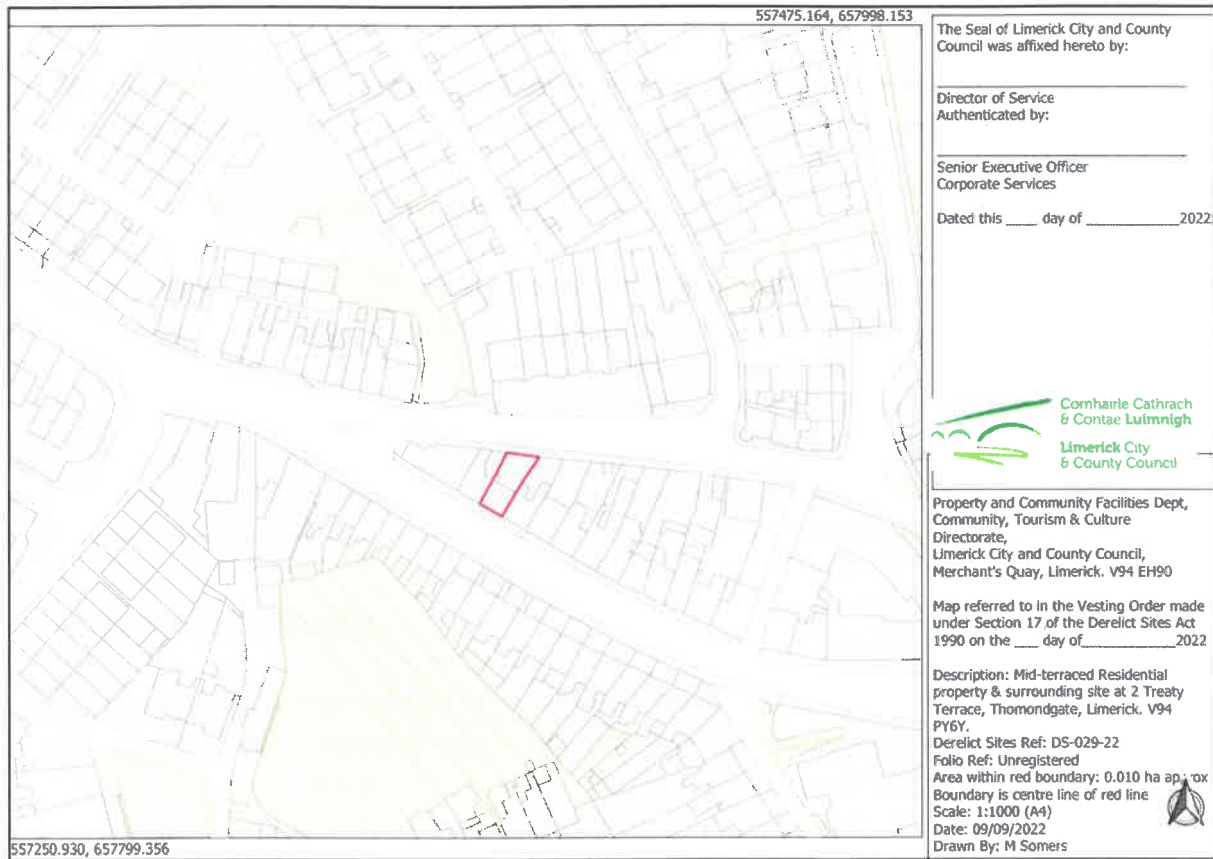 557475.164, 657998.153
The Seal of Limerick City and County
Council was affixed hereto by:
Director of Service
Authenticated by:
Senior Executive Officer
Corporate Services
Dated this ____ day of __________2022
Comhairle Cathrach
& Contae Luimnigh
Limerick City
& County Council
Property and Community Facilities Dept,
Community, Tourism & Culture
Directorate,
Limerick City and County Council,
Merchant's Quay, Limerick. V94 EH90
Map referred to in the Vesting Order made
under Section 17 of the Derelict Sites Act
1990 on the ___ day of__________2022
Description: Mid-terraced Residential
property & surrounding site at 2 Treaty
Terrace, Thomondgate, Limerick. V94
PY6Y.
Derelict Sites Ref: DS-029-22
Folio Ref: Unregistered
Area within red boundary: 0.010 ha
Boundary is centre line of red line
Scale: 1:1000 (A4)
Date: 09/09/2022
Drawn By: M Somers
557250.930, 657799.356